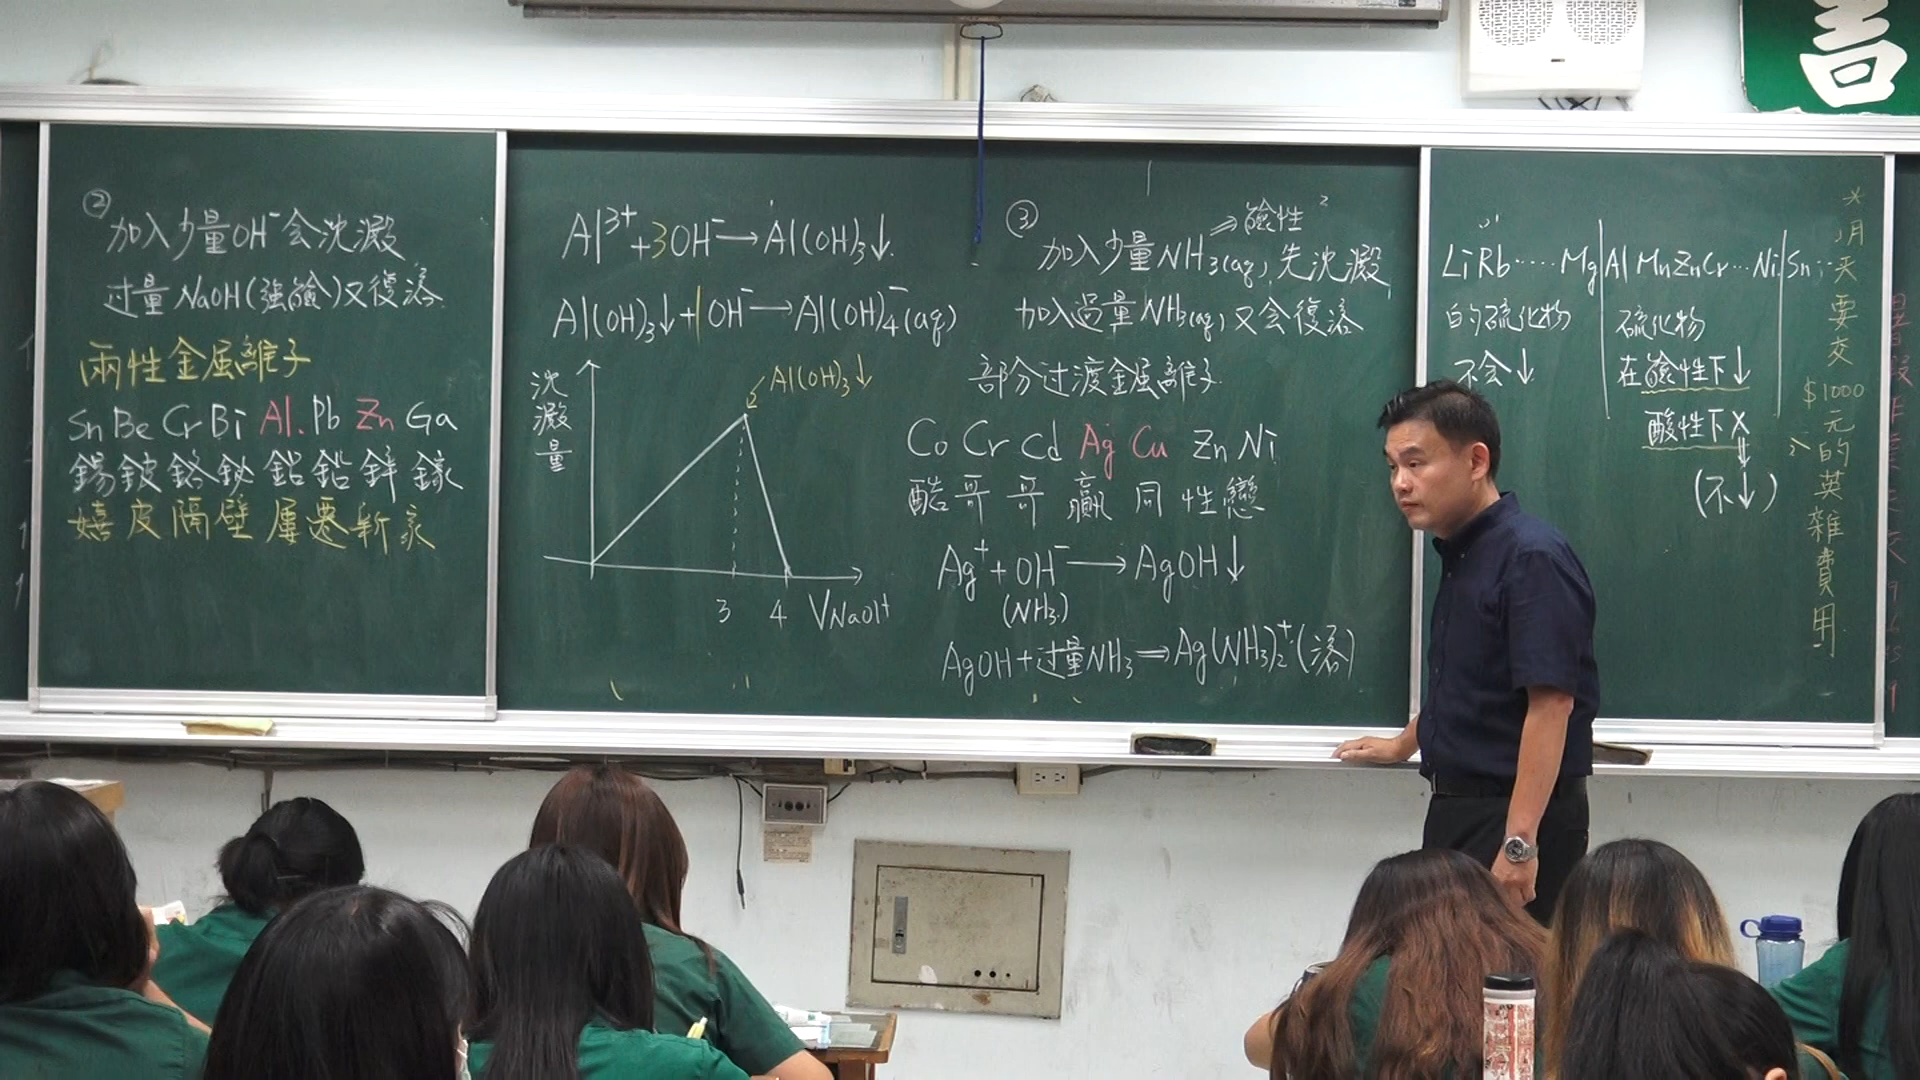 善
②
加入少量OH⁻会沈澱
过量NaOH(強鹼)又復溶
兩性金屬離子
Sn Be Cr Bi Al. Pb Zn Ga
錫鈹鉻鉍鋁鉛鋅鎵
嬉皮隔壁屢遷新家
Al³⁺+3OH⁻→Al(OH)₃↓
Al(OH)₃↓+1OH⁻→Al(OH)₄⁻(aq)
沈澱量
Al(OH)₃↓
3 4 VNaOH
③
⇒鹼性
加入少量NH₃(aq),先沈澱
加入過量NH₃(aq)又会復溶
部分过渡金屬離子
Co Cr Cd Ag Cu Zn Ni
酷哥哥贏同性戀
Ag⁺+OH⁻→AgOH↓
(NH₃)
AgOH+过量NH₃⇒Ag(NH₃)₂⁺(溶)
Li Rb……Mg|Al Mn Zn Cr…Ni|Sn…
的硫化物
不会↓
硫化物
在鹼性下↓
酸性下X
(不↓)
要交
$1000
元的英雜費用